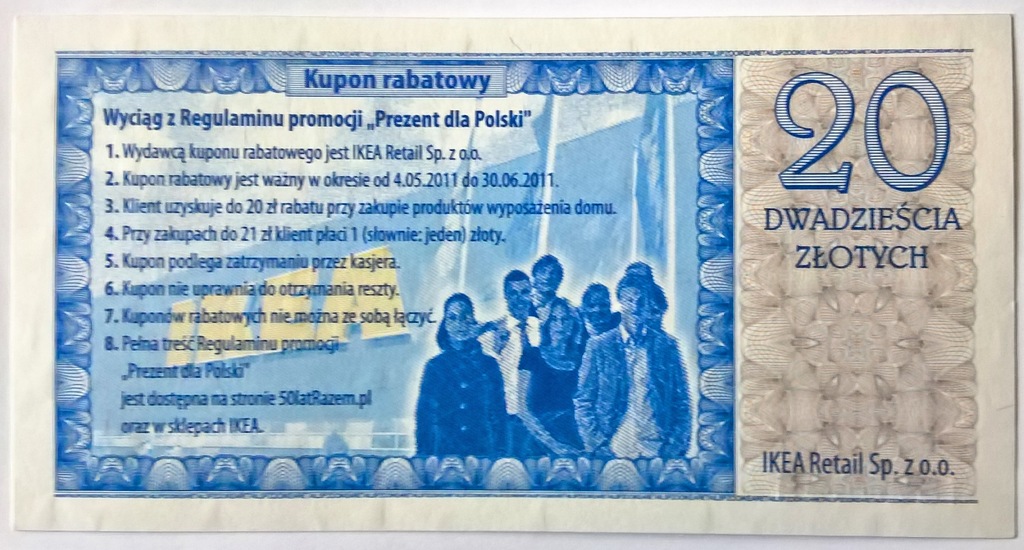 Kupon rabatowy
Wyciąg z Regulaminu promocji „Prezent dla Polski”
1. Wydawcą kuponu rabatowego jest IKEA Retail Sp. z o.o.
2. Kupon rabatowy jest ważny w okresie od 4.05.2011 do 30.06.2011.
3. Klient uzyskuje do 20 zł rabatu przy zakupie produktów wyposażenia domu.
4. Przy zakupach do 21 zł klient płaci 1 (słownie: jeden) złoty.
5. Kupon podlega zatrzymaniu przez kasjera.
6. Kupon nie uprawnia do otrzymania reszty.
7. Kuponów rabatowych nie można ze sobą łączyć.
8. Pełna treść Regulaminu promocji
„Prezent dla Polski”
jest dostępna na stronie 50latRazem.pl
oraz w sklepach IKEA.
20
DWADZIEŚCIA
ZŁOTYCH
IKEA Retail Sp. z o.o.